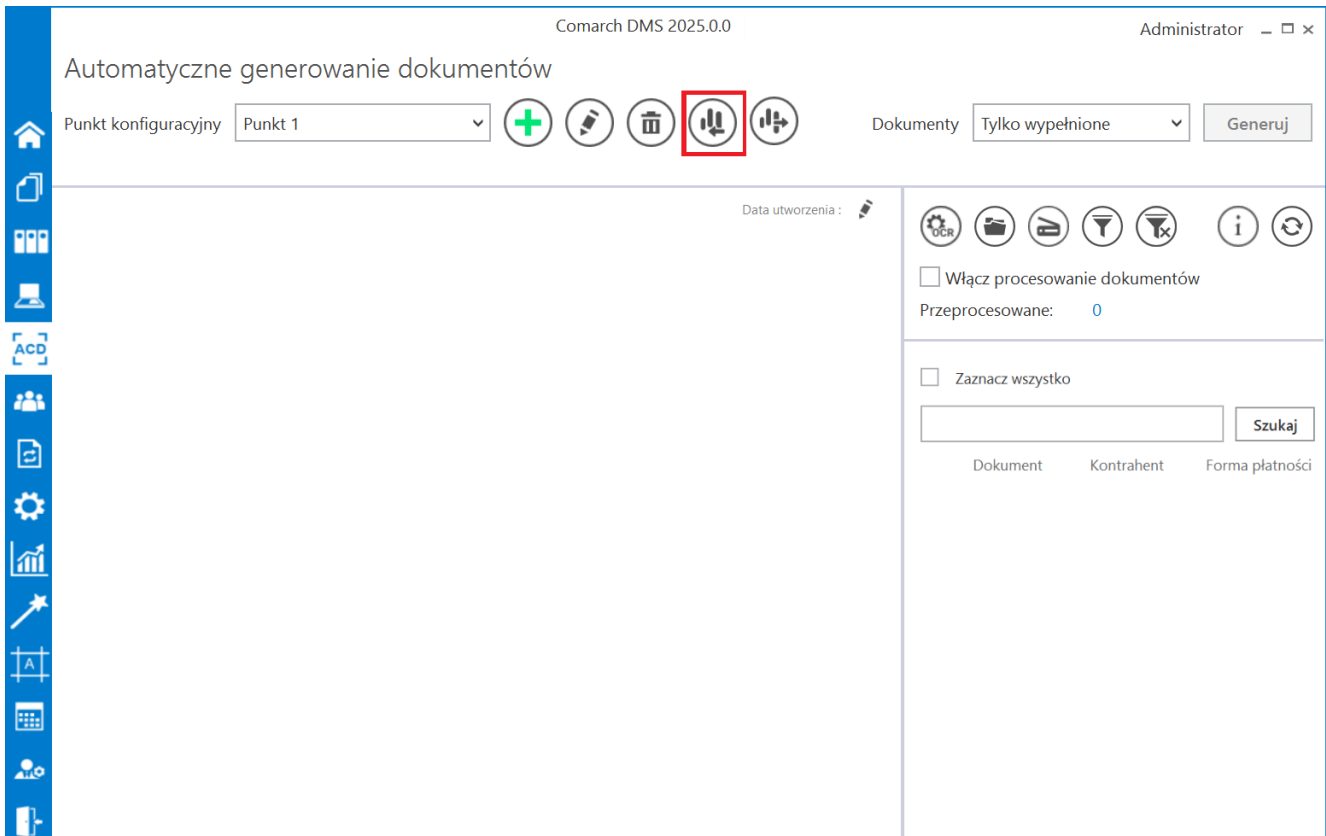 Comarch DMS 2025.0.0
Administrator
Automatyczne generowanie dokumentów
Punkt konfiguracyjny Punkt 1 Dokumenty Tylko wypełnione Generuj
Data utworzenia :
OCR
i
Włącz procesowanie dokumentów
Przeprocesowane: 0
ACD
Zaznacz wszystko
Szukaj
Dokument Kontrahent Forma płatności
A